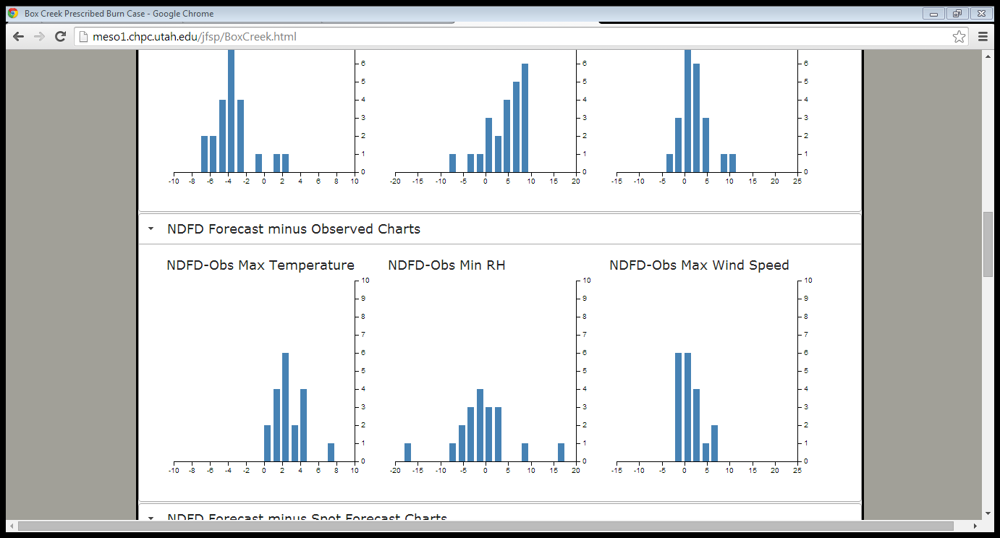 Box Creek Prescribed Burn Case - Google Chrome
meso1.chpc.utah.edu/jfsp/BoxCreek.html
6 6 6
5 5 5
4 4 4
3 3 3
2 2 2
1 1 1
0 0 0
-10 -8 -6 -4 -2 0 2 4 6 8 10 -20 -15 -10 -5 0 5 10 15 20 -15 -10 -5 0 5 10 15 20 25
NDFD Forecast minus Observed Charts
NDFD-Obs Max Temperature NDFD-Obs Min RH NDFD-Obs Max Wind Speed
10 10 10
9 9 9
8 8 8
7 7 7
6 6 6
5 5 5
4 4 4
3 3 3
2 2 2
1 1 1
0 0 0
-10 -8 -6 -4 -2 0 2 4 6 8 10 -20 -15 -10 -5 0 5 10 15 20 -15 -10 -5 0 5 10 15 20 25
NDFD Forecast minus Spot Forecast Charts